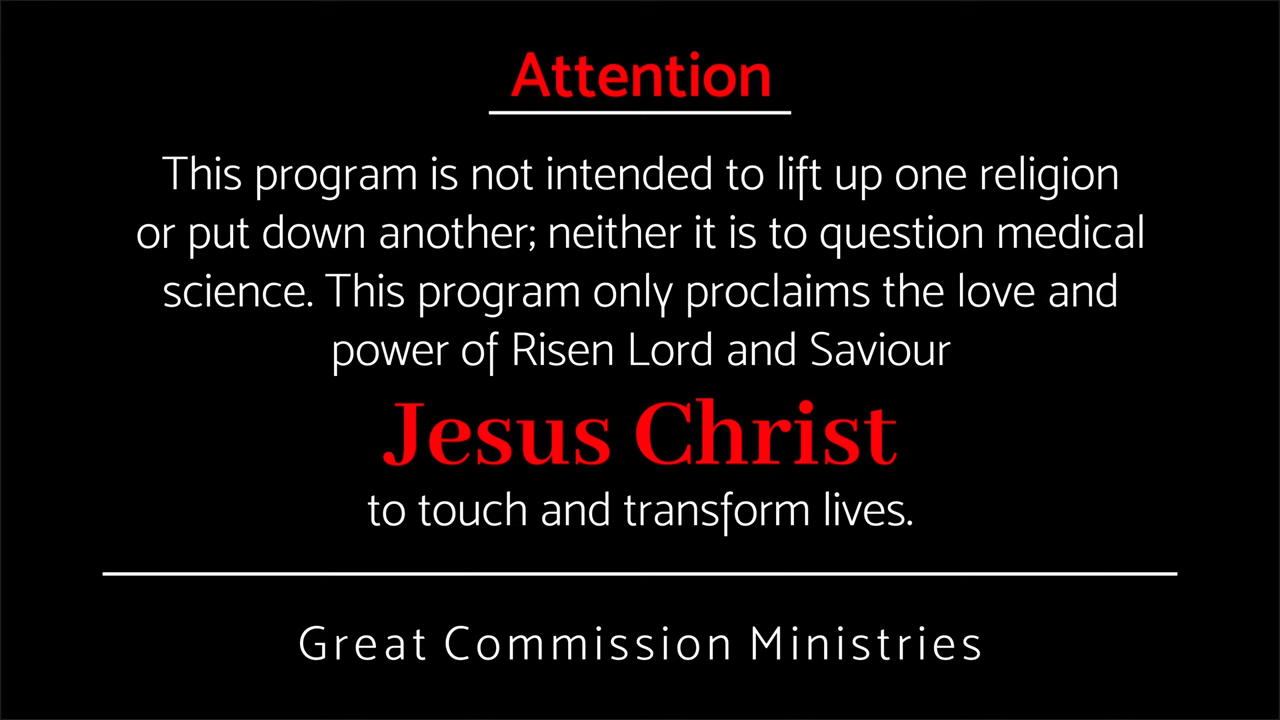 Attention
This program is not intended to lift up one religion
or put down another; neither it is to question medical
science. This program only proclaims the love and
power of Risen Lord and Saviour
Jesus Christ
to touch and transform lives.
Great Commission Ministries